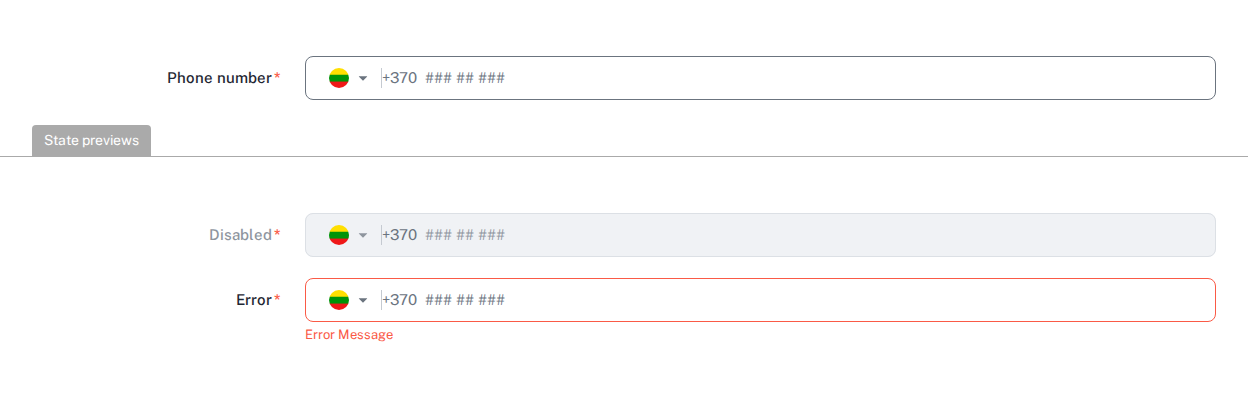 Phone number* +370 ### ## ###
State previews
Disabled* +370 ### ## ###
Error* +370 ### ## ###
Error Message